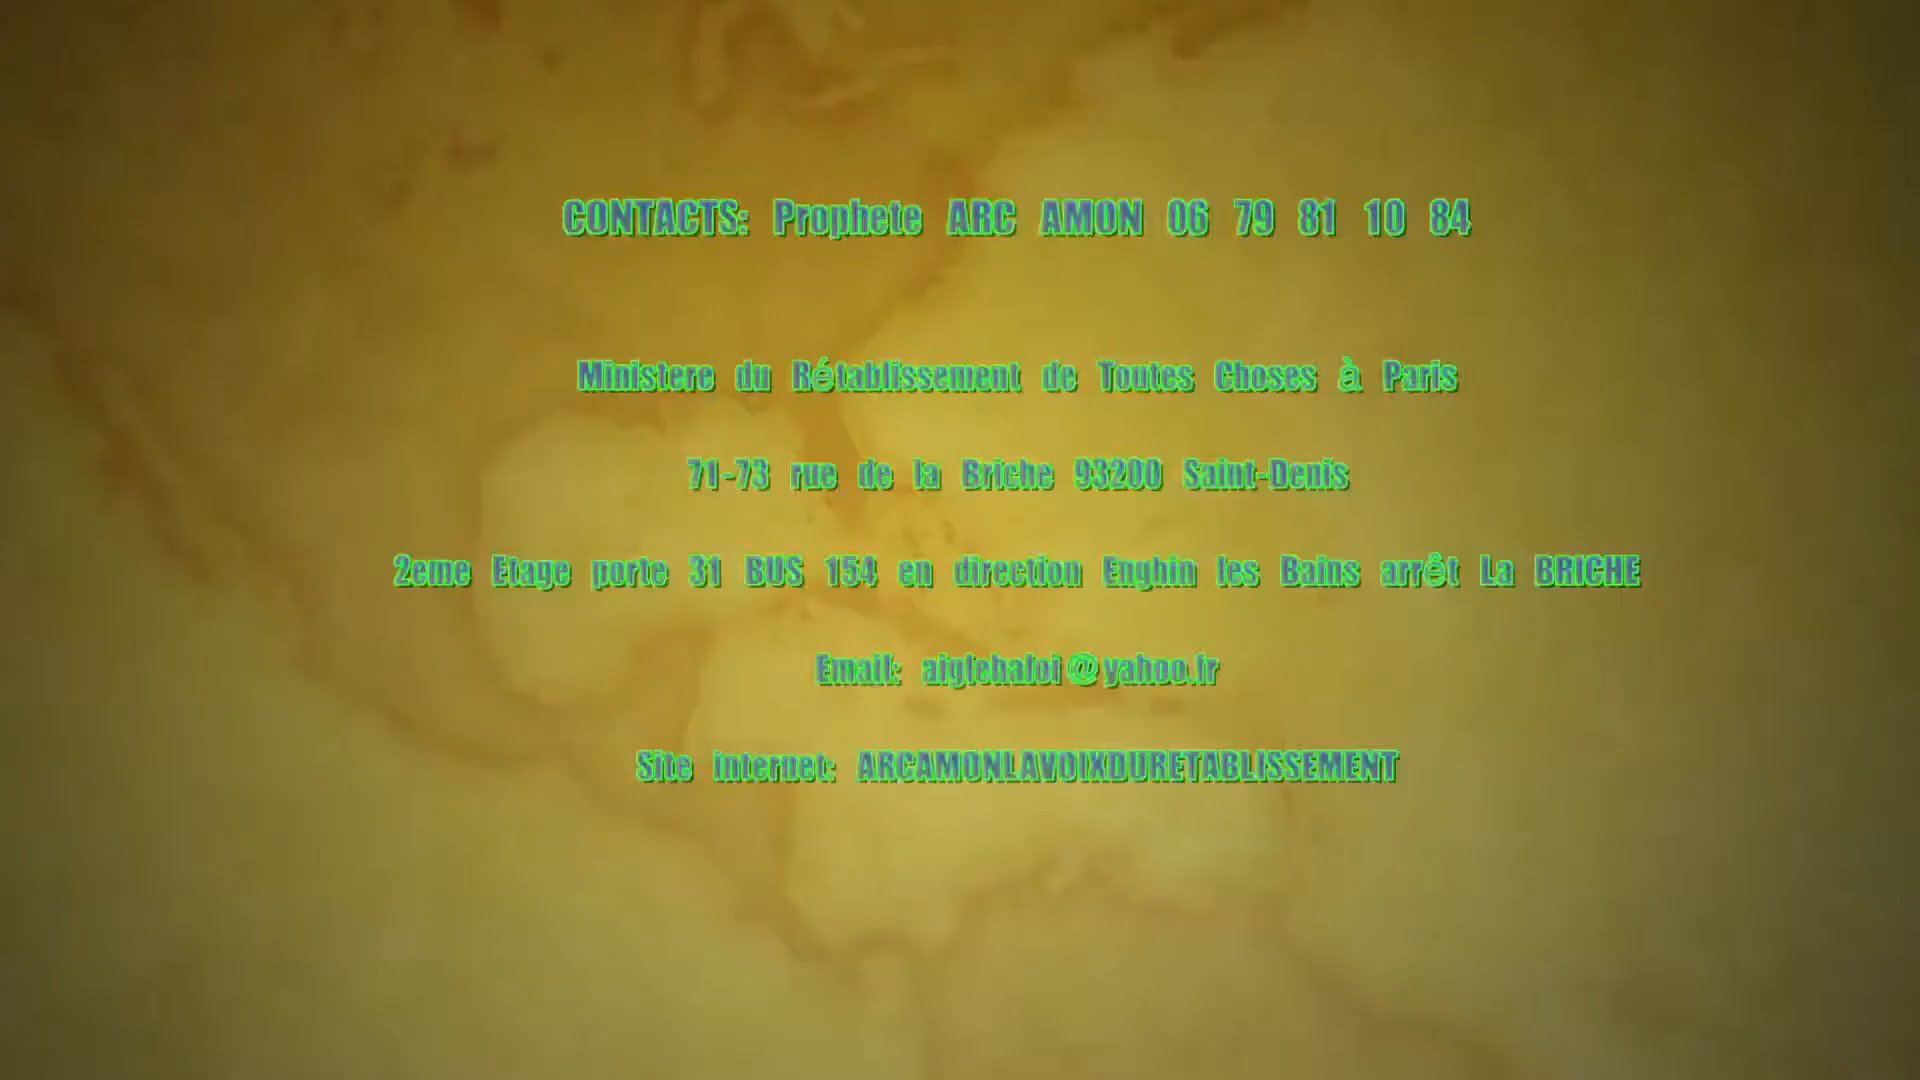 CONTACTS: Prophete ARC AMON 06 79 81 10 84
Ministere du Rétablissement de Toutes Choses à Paris
71-73 rue de la Briche 93200 Saint-Denis
2eme Etage porte 31 BUS 154 en direction Enghin les Bains arrêt La BRICHE
Email: aiglehaloi@yahoo.fr
Site internet: ARCAMONLAVOIXDURETABLISSEMENT